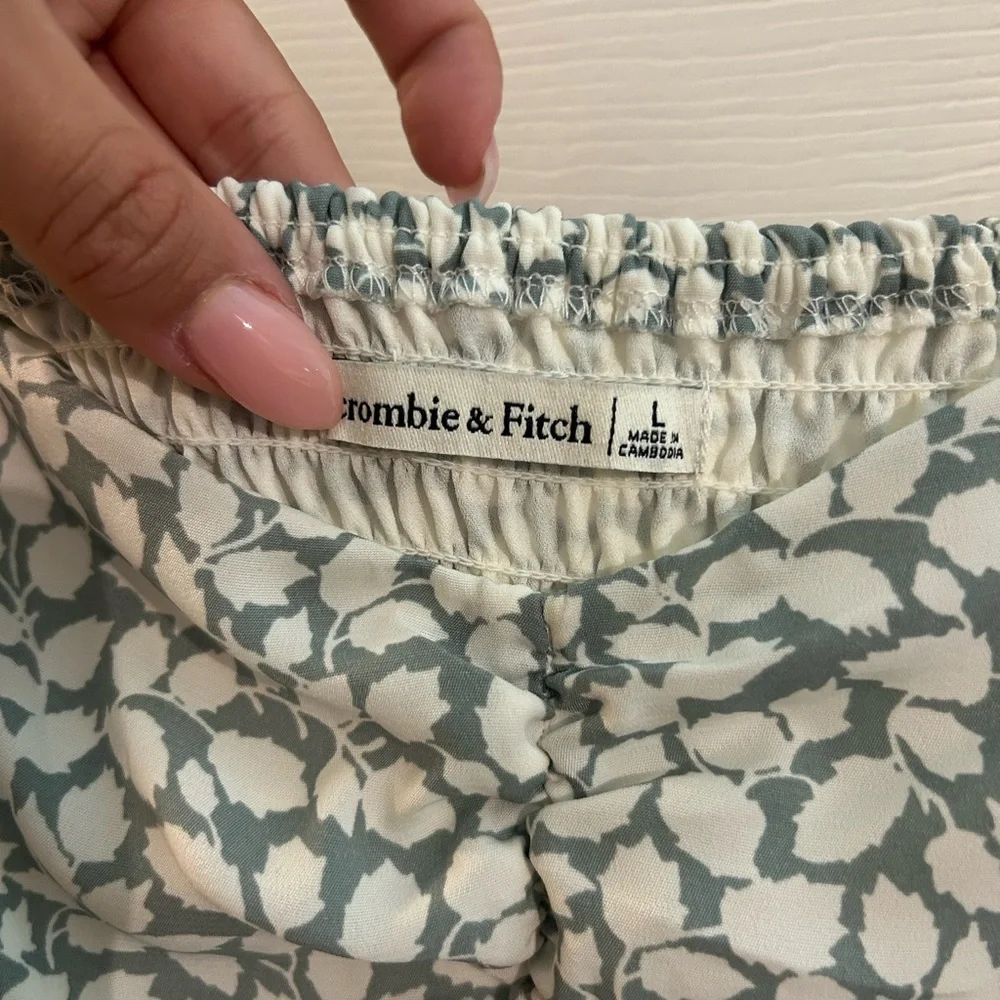 crombie & Fitch | L
MADE IN
CAMBODIA